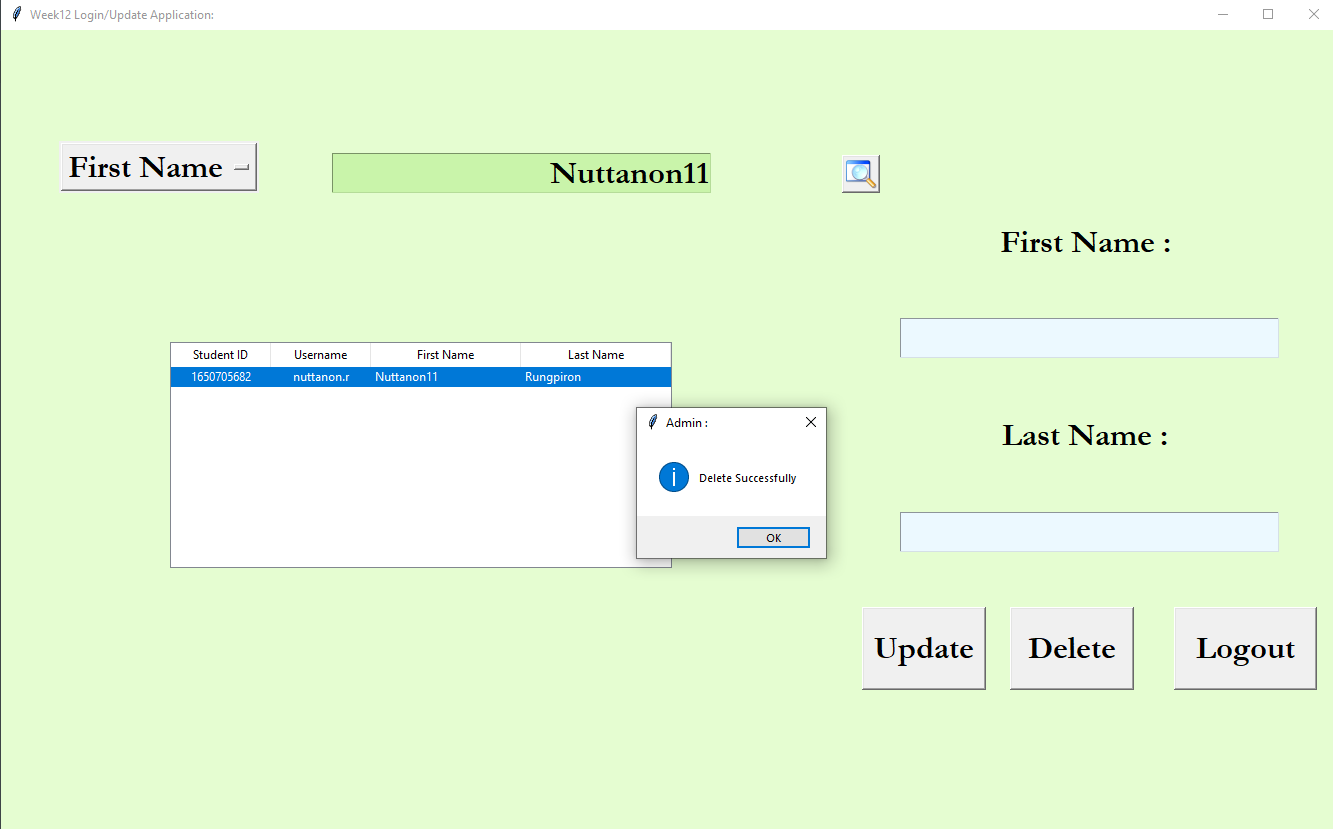 Week12 Login/Update Application:
First Name
Nuttanon11
First Name :
Student ID Username First Name Last Name
1650705682 nuttanon.r Nuttanon11 Rungpiron
Admin :
Delete Successfully
OK
Last Name :
Update Delete Logout